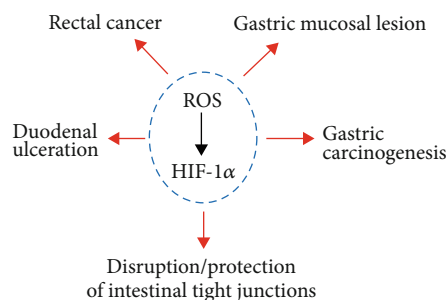 Rectal cancer
Gastric mucosal lesion
ROS
Duodenal
ulceration
HIF-1α
Gastric
carcinogenesis
Disruption/protection
of intestinal tight junctions